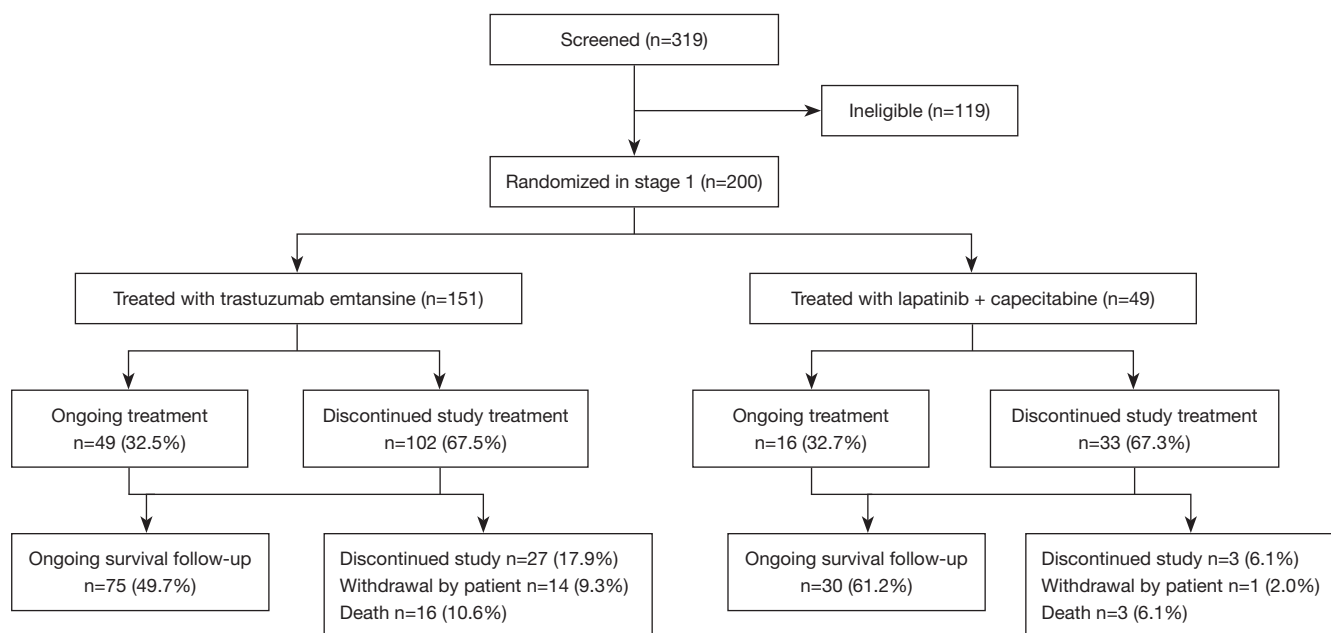 Screened (n=319)
Ineligible (n=119)
Randomized in stage 1 (n=200)
Treated with trastuzumab emtansine (n=151)
Treated with lapatinib + capecitabine (n=49)
Ongoing treatment
n=49 (32.5%)
Discontinued study treatment
n=102 (67.5%)
Ongoing treatment
n=16 (32.7%)
Discontinued study treatment
n=33 (67.3%)
Ongoing survival follow-up
n=75 (49.7%)
Discontinued study n=27 (17.9%)
Withdrawal by patient n=14 (9.3%)
Death n=16 (10.6%)
Ongoing survival follow-up
n=30 (61.2%)
Discontinued study n=3 (6.1%)
Withdrawal by patient n=1 (2.0%)
Death n=3 (6.1%)